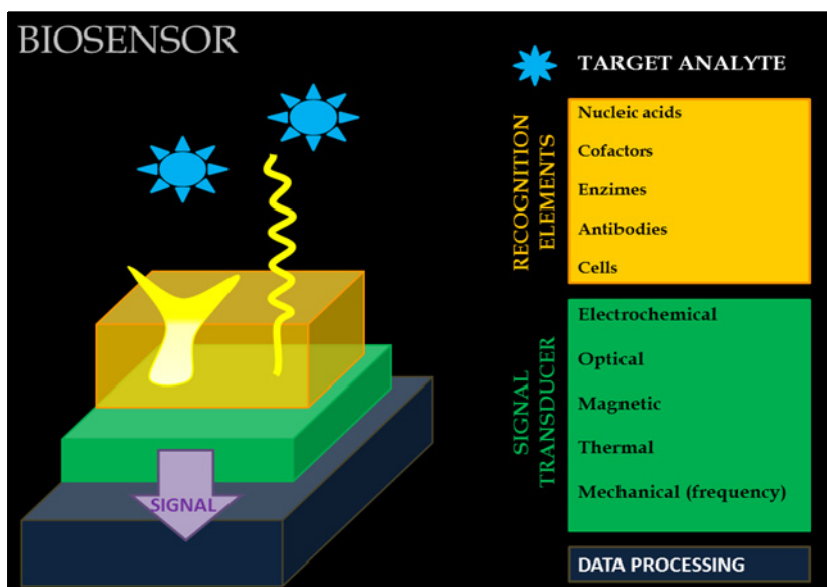 BIOSENSOR
SIGNAL
TARGET ANALYTE
RECOGNITION
ELEMENTS
Nucleic acids
Cofactors
Enzimes
Antibodies
Cells
SIGNAL
TRANSDUCER
Electrochemical
Optical
Magnetic
Thermal
Mechanical (frequency)
DATA PROCESSING